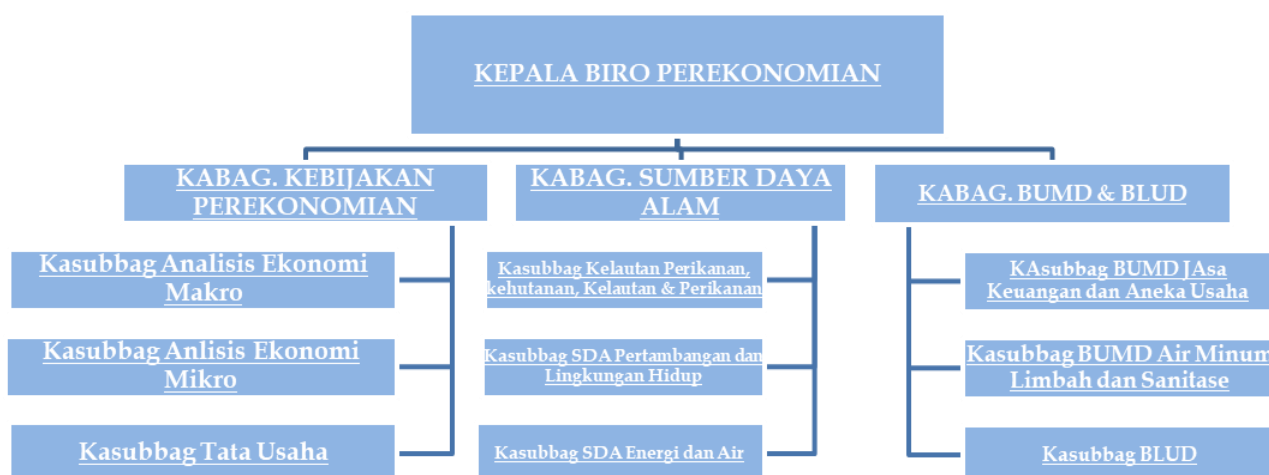 KEPALA BIRO PEREKONOMIAN
KABAG. KEBIJAKAN
PEREKONOMIAN
KABAG. SUMBER DAYA
ALAM
KABAG. BUMD & BLUD
Kasubbag Analisis Ekonomi
Makro
Kasubbag Anlisis Ekonomi
Mikro
Kasubbag Tata Usaha
Kasubbag Kelautan Perikanan,
kehutanan, Kelautan & Perikanan
Kasubbag SDA Pertambangan dan
Lingkungan Hidup
Kasubbag SDA Energi dan Air
KAsubbag BUMD JAsa
Keuangan dan Aneka Usaha
Kasubbag BUMD Air Minum
Limbah dan Sanitase
Kasubbag BLUD